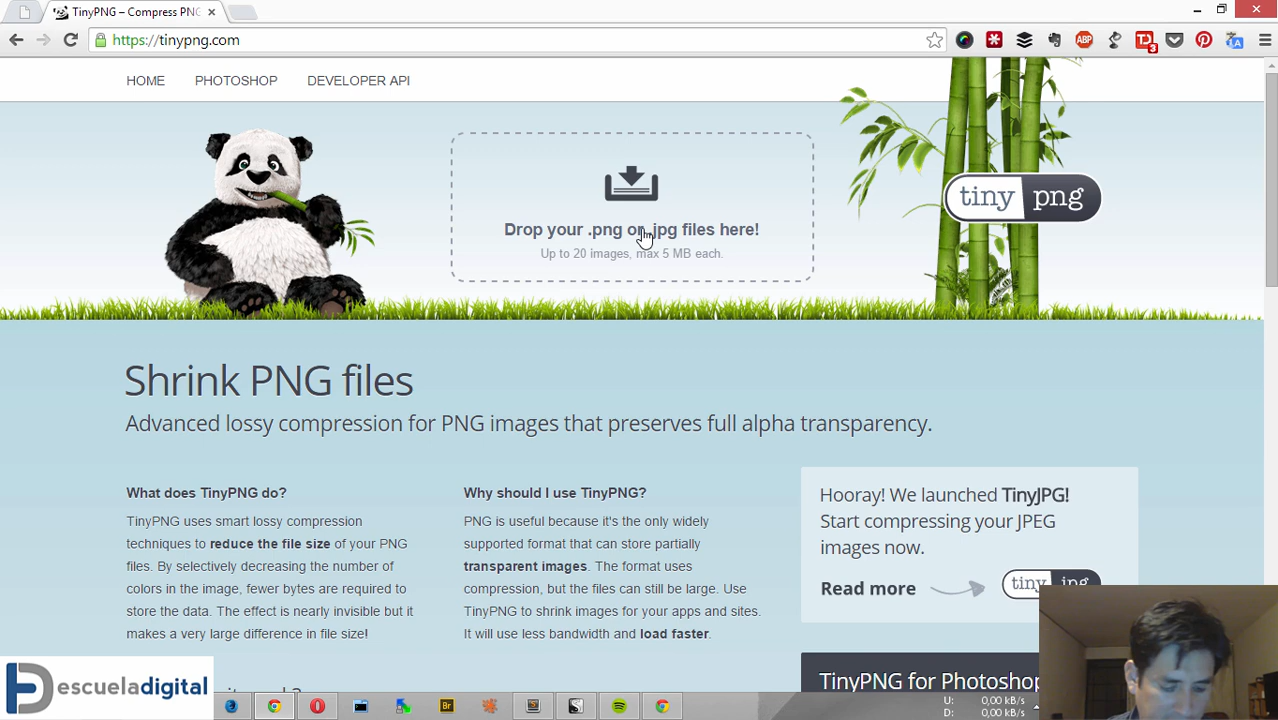 TinyPNG – Compress PNG
https://tinypng.com
ABP
3
HOME PHOTOSHOP DEVELOPER API
Drop your .png or .jpg files here!
Up to 20 images, max 5 MB each.
tiny png
Shrink PNG files
Advanced lossy compression for PNG images that preserves full alpha transparency.
What does TinyPNG do?
TinyPNG uses smart lossy compression
techniques to reduce the file size of your PNG
files. By selectively decreasing the number of
colors in the image, fewer bytes are required to
store the data. The effect is nearly invisible but it
makes a very large difference in file size!
Why should I use TinyPNG?
PNG is useful because it's the only widely
supported format that can store partially
transparent images. The format uses
compression, but the files can still be large. Use
TinyPNG to shrink images for your apps and sites.
It will use less bandwidth and load faster.
Hooray! We launched TinyJPG!
Start compressing your JPEG
images now.
Read more
tiny jpg
TinyPNG for Photoshop
escueladigital
Br
U: 0,00 kB/s
D: 0,00 kB/s